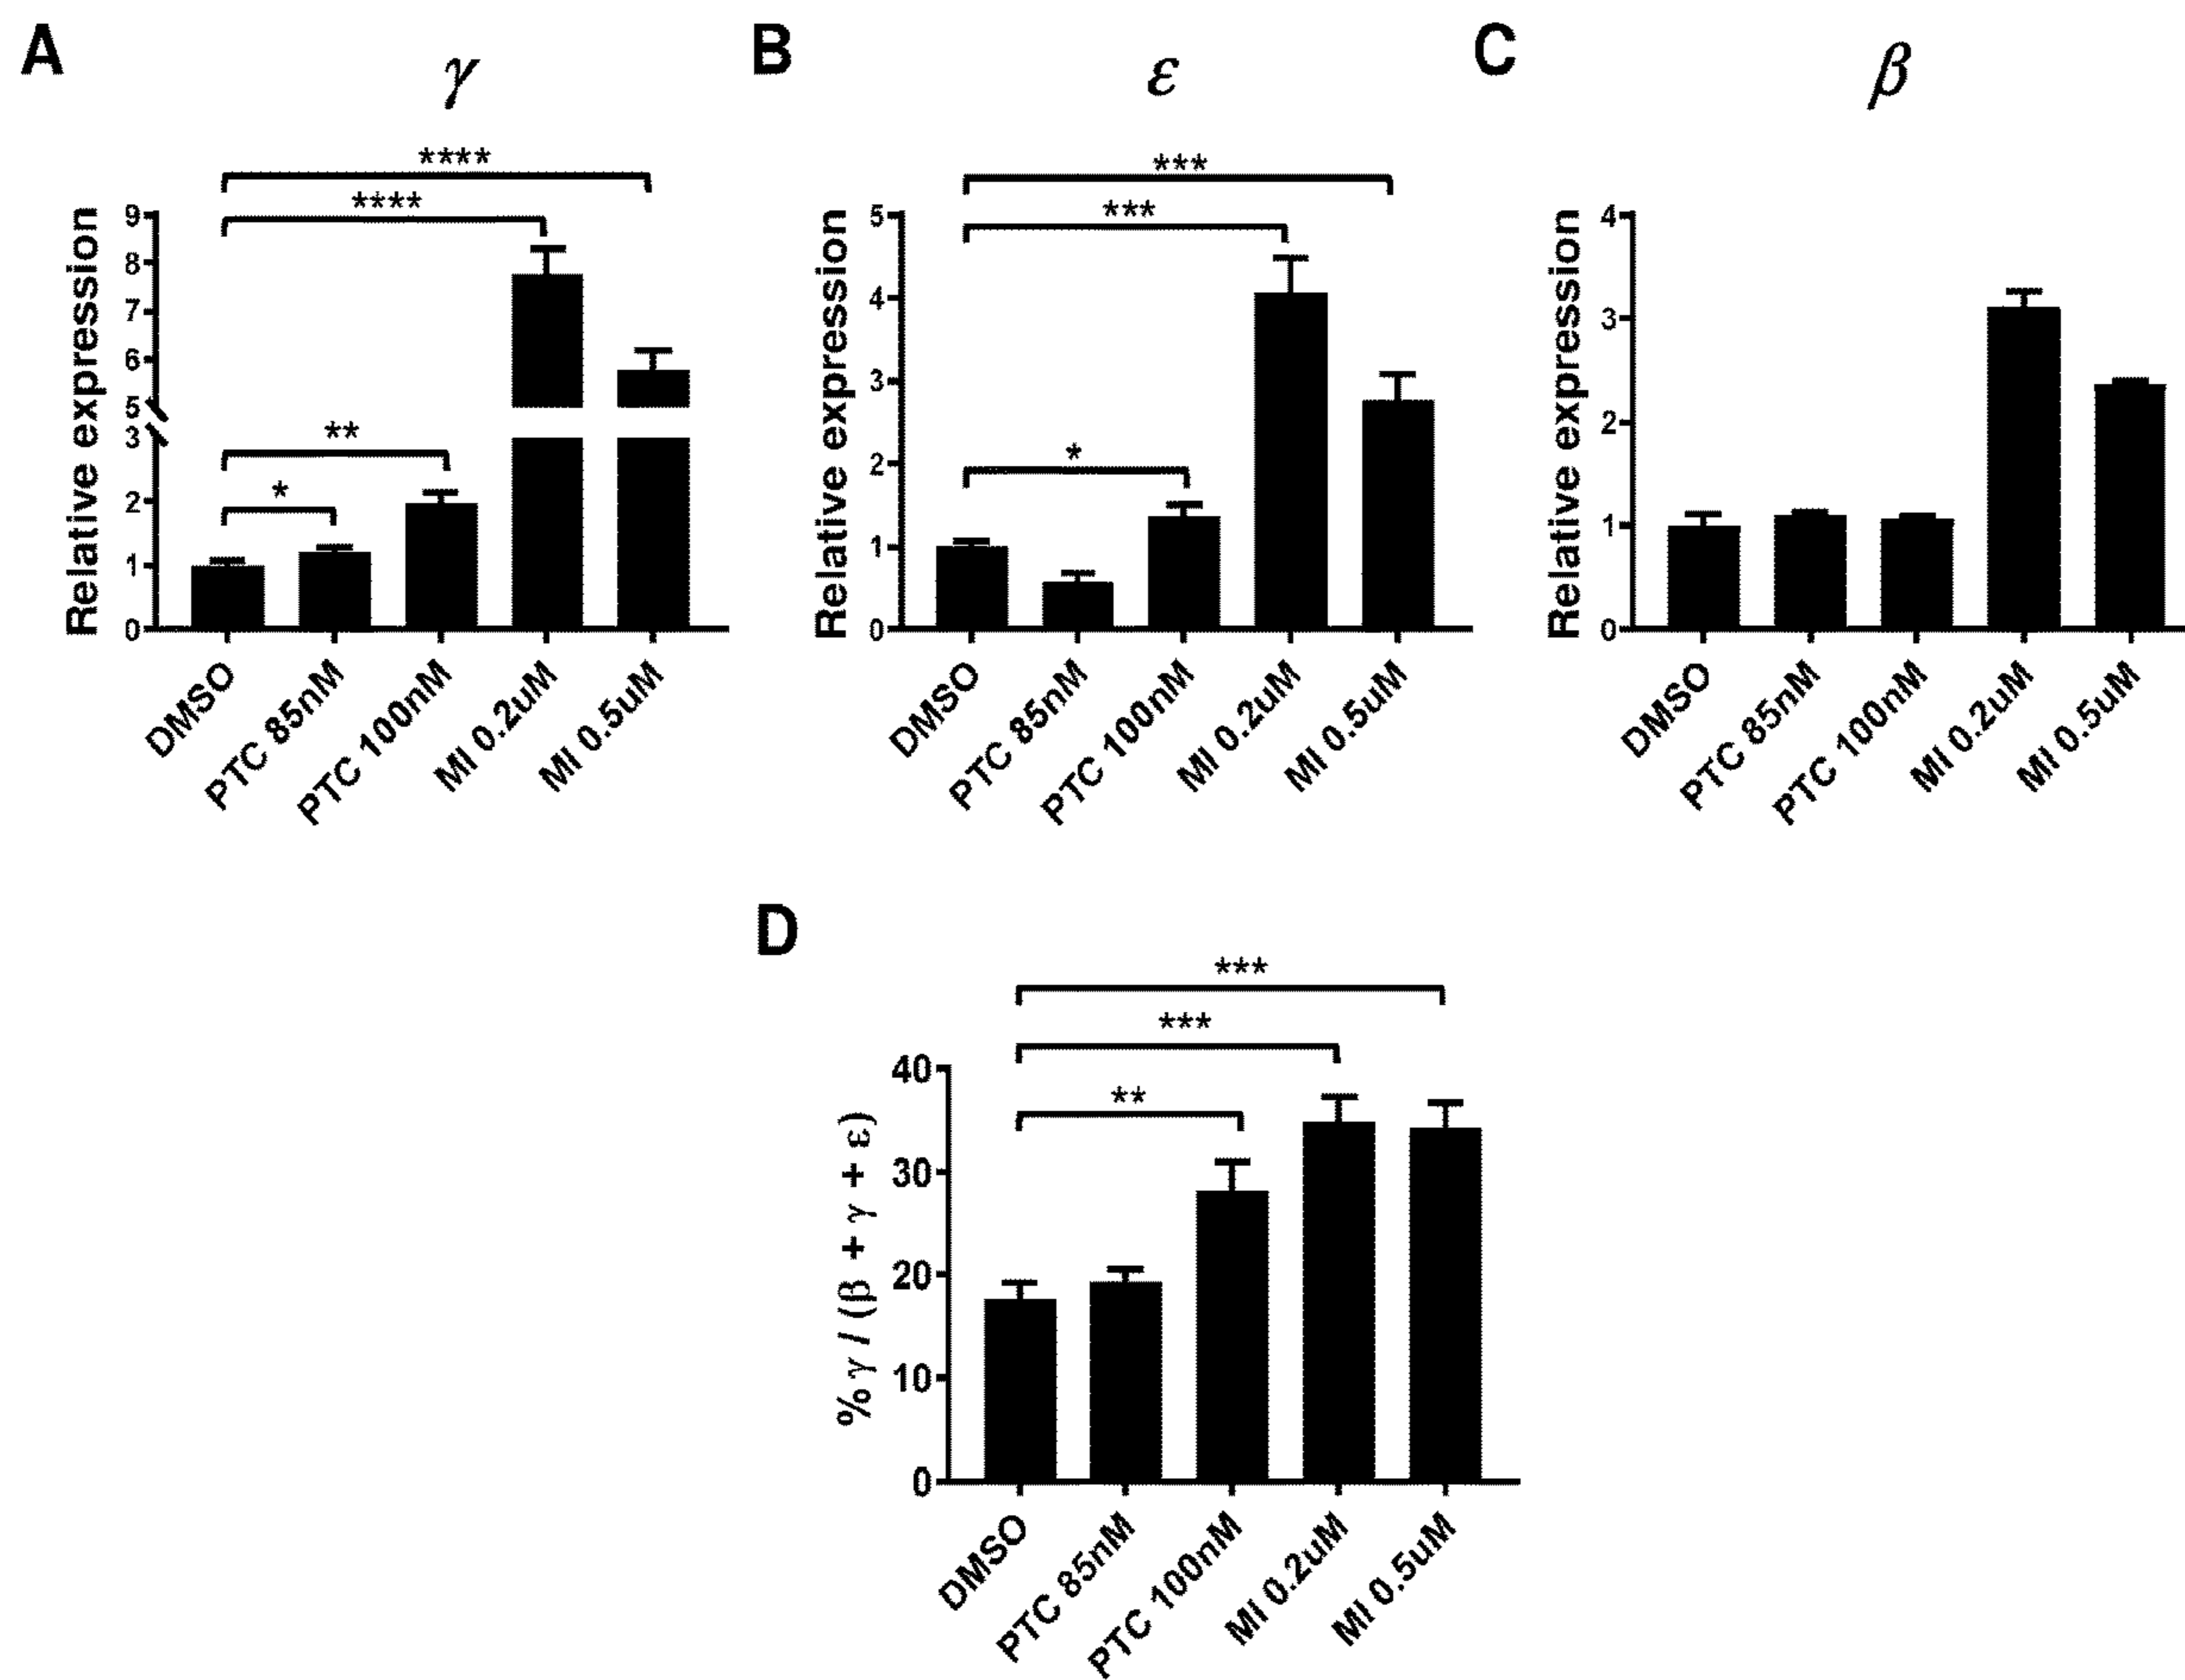 A
γ
****
****
**
*
Relative expression
9
8
7
6
5
3
2
1
0
DMSO
PTC 85nM
PTC 100nM
MI 0.2uM
MI 0.5uM
B
ε
***
***
*
Relative expression
5
4
3
2
1
0
DMSO
PTC 85nM
PTC 100nM
MI 0.2uM
MI 0.5uM
C
β
Relative expression
4
3
2
1
0
DMSO
PTC 85nM
PTC 100nM
MI 0.2uM
MI 0.5uM
D
***
***
**
% γ / (β + γ + ε)
40
30
20
10
0
DMSO
PTC 85nM
PTC 100nM
MI 0.2uM
MI 0.5uM